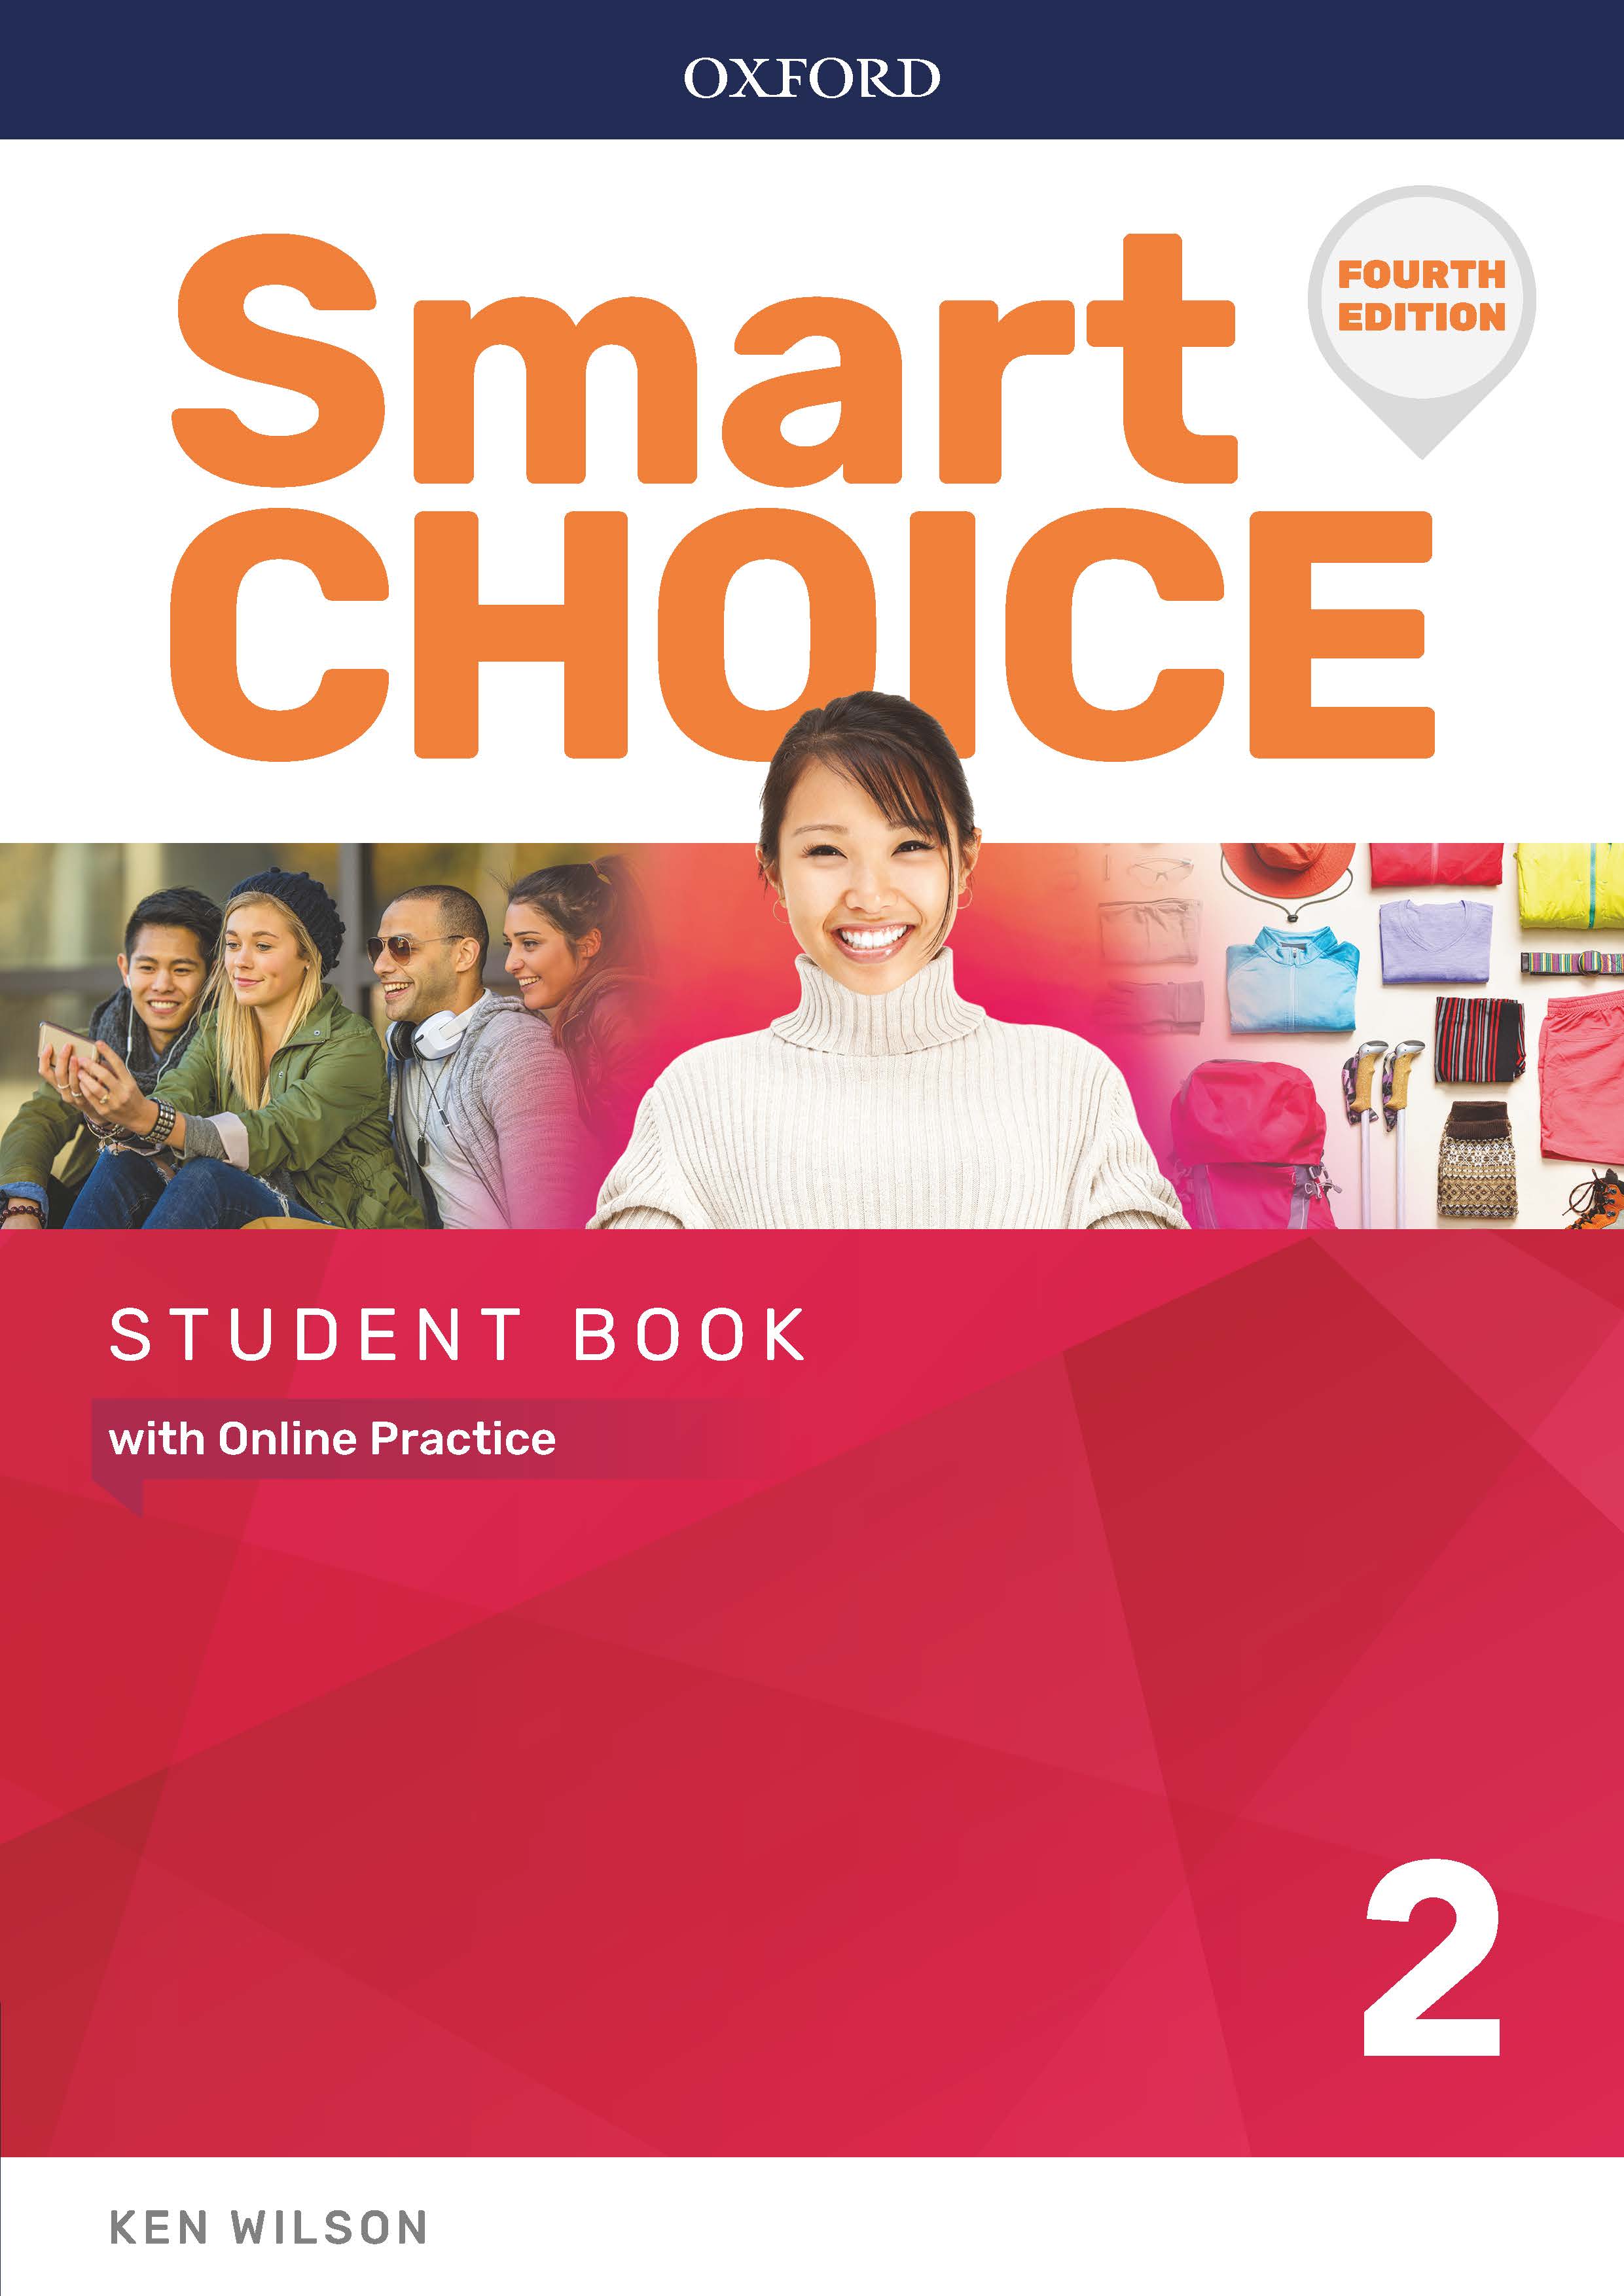 OXFORD
Smart
FOURTH
EDITION
CHOICE
STUDENT BOOK
with Online Practice
2
KEN WILSON